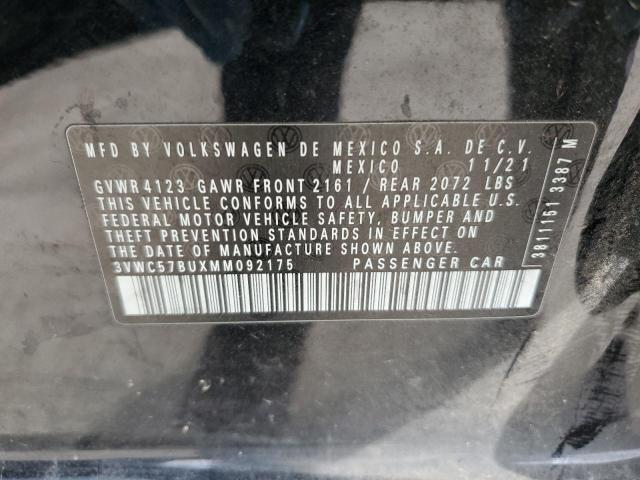 MFD BY VOLKSWAGEN DE MEXICO S.A. DE C.V.
MEXICO 11/21
GVWR 4123 GAWR FRONT 2161 / REAR 2072 LBS
THIS VEHICLE CONFORMS TO ALL APPLICABLE U.S.
FEDERAL MOTOR VEHICLE SAFETY, BUMPER AND
THEFT PREVENTION STANDARDS IN EFFECT ON
THE DATE OF MANUFACTURE SHOWN ABOVE.
3VWC57BUXMM092175 PASSENGER CAR
38111151 3387 M